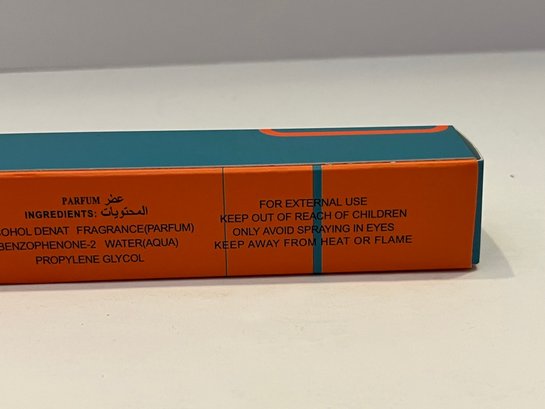 PARFUM عطر
INGREDIENTS: المحتويات
COHOL DENAT FRAGRANCE(PARFUM)
BENZOPHENONE-2 WATER(AQUA)
PROPYLENE GLYCOL
FOR EXTERNAL USE
KEEP OUT OF REACH OF CHILDREN
ONLY AVOID SPRAYING IN EYES
KEEP AWAY FROM HEAT OR FLAME